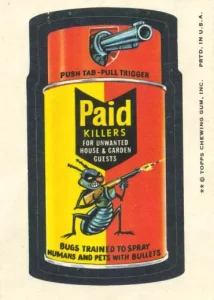 PUSH TAB - PULL TRIGGER
Paid
KILLERS
FOR UNWANTED
HOUSE & GARDEN
GUESTS
BUGS TRAINED TO SPRAY
HUMANS AND PETS WITH BULLETS
** © TOPPS CHEWING GUM, INC. PRTD. IN U.S.A.